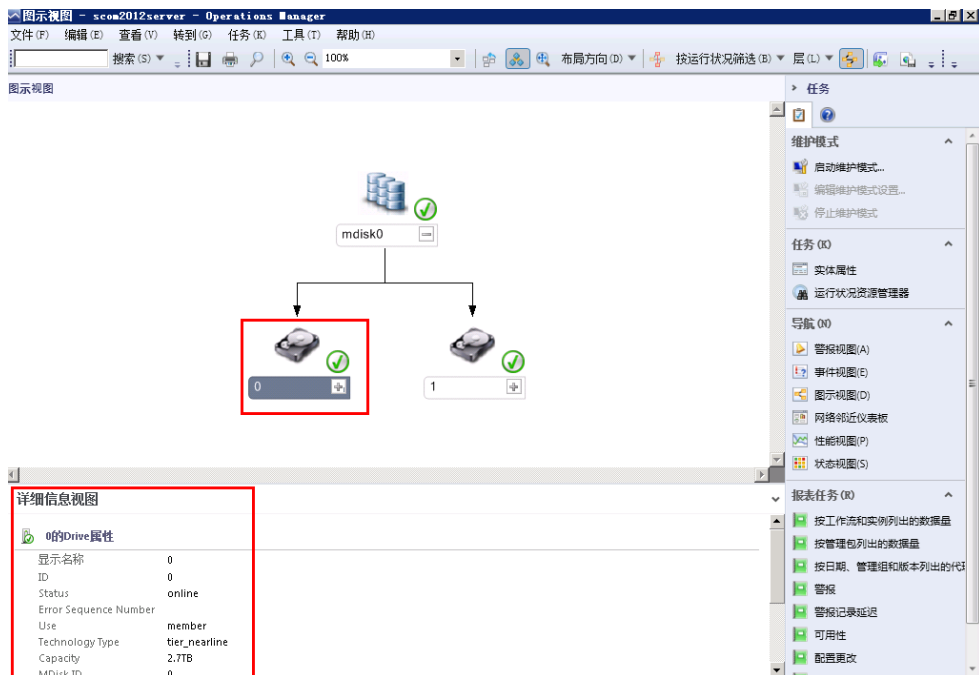 图示视图 - scom2012server - Operations Manager
文件(F) 编辑(E) 查看(V) 转到(G) 任务(K) 工具(T) 帮助(H)
搜索(S) 100% 布局方向(D) 按运行状况筛选(B) 层(L)
图示视图
mdisk0
0
1
详细信息视图
0的Drive属性
显示名称 0
ID 0
Status online
Error Sequence Number
Use member
Technology Type tier_nearline
Capacity 2.7TB
MDisk ID 0
任务
维护模式
启动维护模式...
编辑维护模式设置...
停止维护模式
任务(K)
实体属性
运行状况资源管理器
导航(N)
警报视图(A)
事件视图(E)
图示视图(D)
网络邻近仪表板
性能视图(P)
状态视图(S)
报表任务(R)
按工作流和实例列出的数据量
按管理包列出的数据量
按日期、管理组和版本列出的代理
警报
警报记录延迟
可用性
配置更改